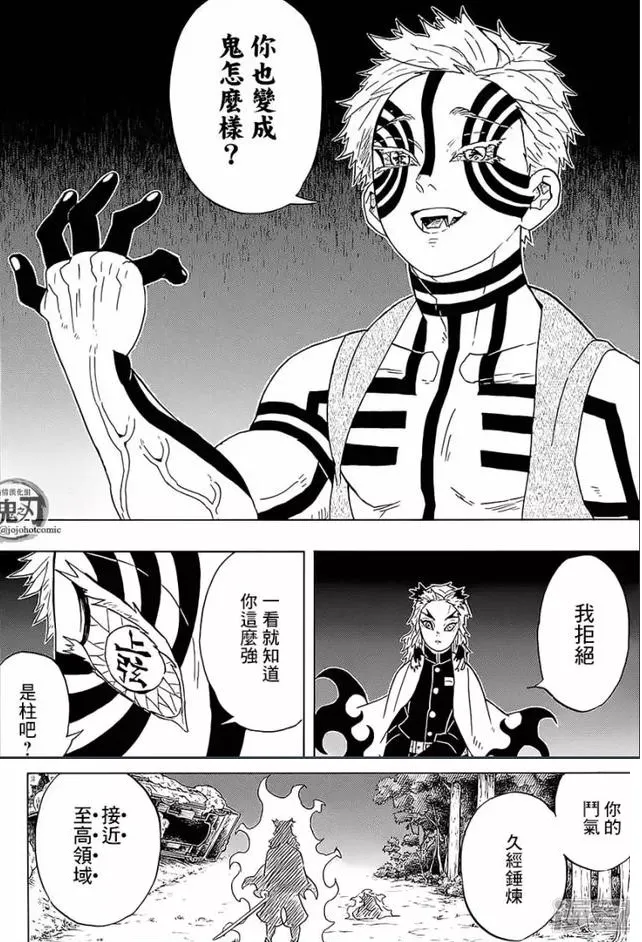 你也變成
鬼怎麼樣？
鬼之刃
@jojohotcomic
我拒絕
一看就知道
你這麼強
上弦
是柱吧？
你的
鬥氣
久經錘煉
接近
至高領域